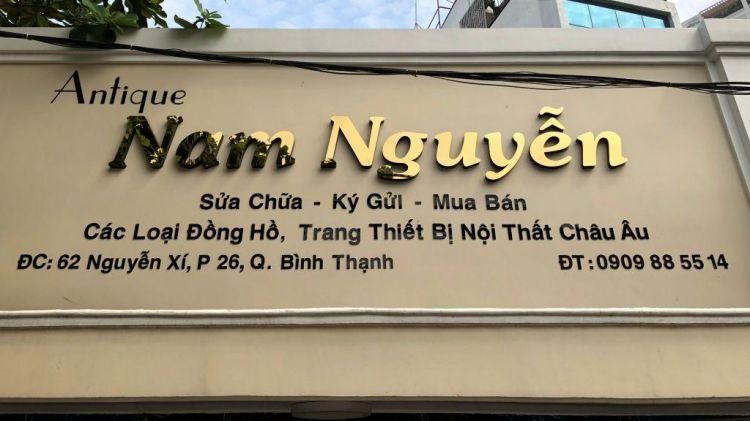 Antique
Nam Nguyễn
Sửa Chữa - Ký Gửi - Mua Bán
Các Loại Đồng Hồ, Trang Thiết Bị Nội Thất Châu Âu
ĐC: 62 Nguyễn Xí, P 26, Q. Bình Thạnh ĐT: 0909 88 55 14